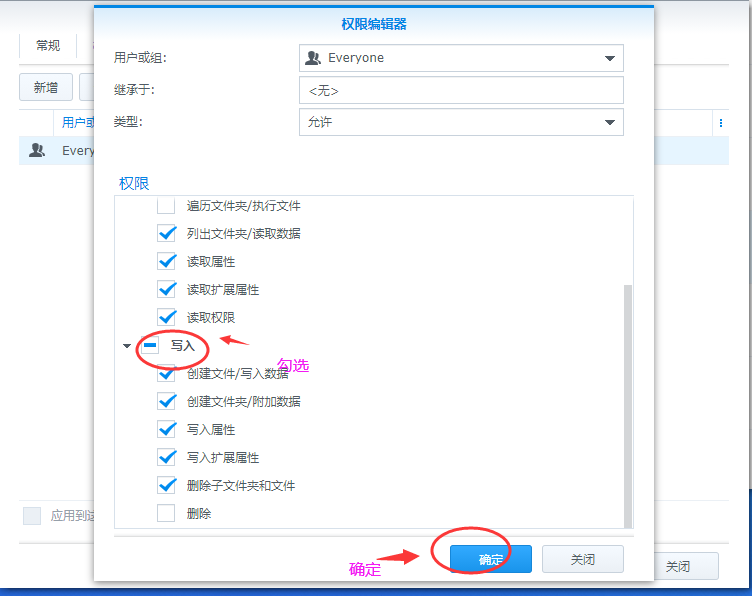 权限编辑器
常规
用户或组:
Everyone
新增
继承于:
<无>
类型:
允许
用户或
Every
权限
遍历文件夹/执行文件
列出文件夹/读取数据
读取属性
读取扩展属性
读取权限
写入
勾选
创建文件/写入数据
创建文件夹/附加数据
写入属性
写入扩展属性
删除子文件夹和文件
删除
应用到这
确定
关闭
关闭
确定